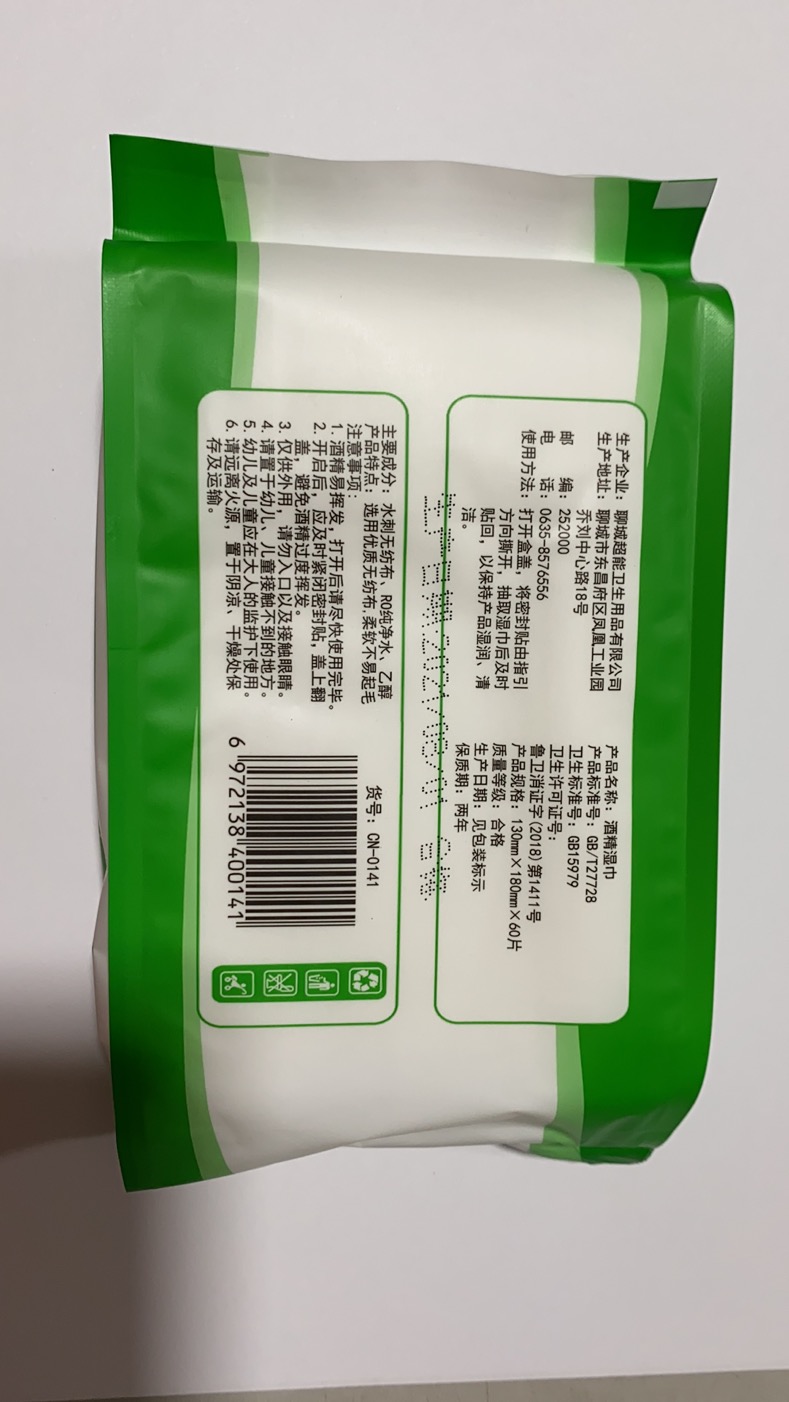 生产企业：聊城超能卫生用品有限公司
生产地址：聊城市东昌府区凤凰工业园
乔刘中心路18号
邮 编：252000
电 话：0635-8576556
使用方法：打开盒盖，将密封贴由指引
方向撕开，抽取湿巾后及时
贴回，以保持产品湿润、清
洁。
产品名称：酒精湿巾
产品标准号：GB/T27728
卫生标准号：GB15979
卫生许可证号：
鲁卫消证字(2018)第1411号
产品规格：130mm×180mm×60片
质量等级：合格
生产日期：见包装标示
保质期：两年
主要成分：水刺无纺布、RO纯净水、乙醇
产品特点：选用优质无纺布,柔软不易起毛
注意事项：
1. 酒精易挥发，打开后请尽快使用完毕。
2. 开启后，应及时紧闭密封贴，盖上翻
盖，避免酒精过度挥发。
3. 仅供外用，请勿入口以及接触眼睛。
4. 请置于幼儿、儿童接触不到的地方。
5. 幼儿及儿童应在大人的监护下使用。
6. 请远离火源，置于阴凉、干燥处保
存及运输。
货号：CN-0141
6 972138 400141